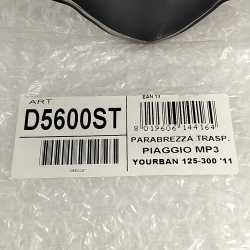 EAN 13
ART
D5600ST
8 019606 144164
PARABREZZA TRASP.
PIAGGIO MP3
YOURBAN 125-300 '11